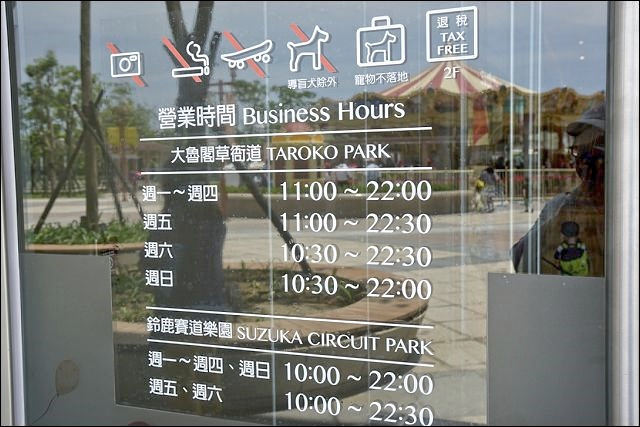 退稅
TAX
FREE
2F
導盲犬除外
寵物不落地
營業時間 Business Hours
大魯閣草衙道 TAROKO PARK
週一～週四 11:00 ~ 22:00
週五 11:00 ~ 22:30
週六 10:30 ~ 22:30
週日 10:30 ~ 22:00
鈴鹿賽道樂園 SUZUKA CIRCUIT PARK
週一～週四、週日 10:00 ~ 22:00
週五、週六 10:00 ~ 22:30